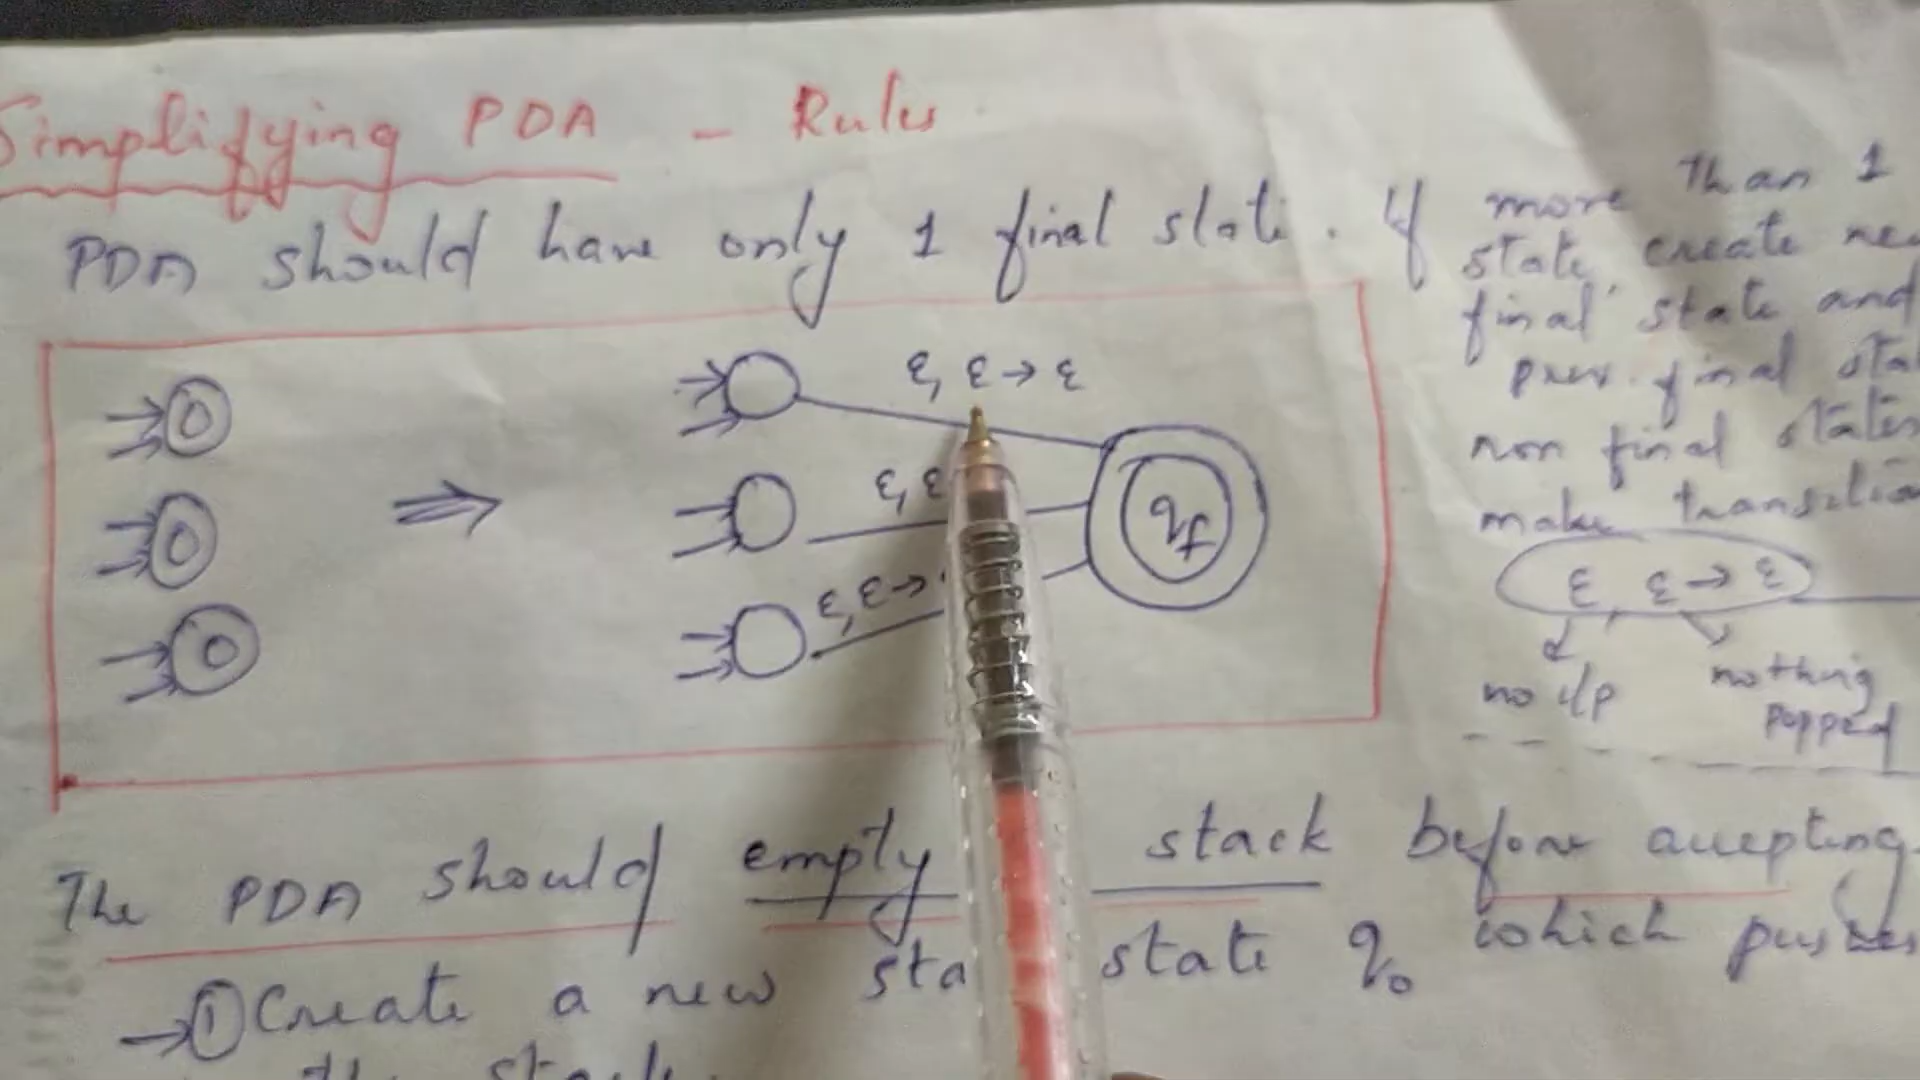 Simplifying PDA - Rules
PDA should have only 1 final state. If more than 1
state, create new
final state and
prev. final
non final states
make transition
ε, ε → ε
no i/p
nothing popped
ε, ε → ε
ε, ε
ε, ε →
qf
The PDA should empty stack before accepting.
→ ① Create a new state q₀ which pushes
the stack.